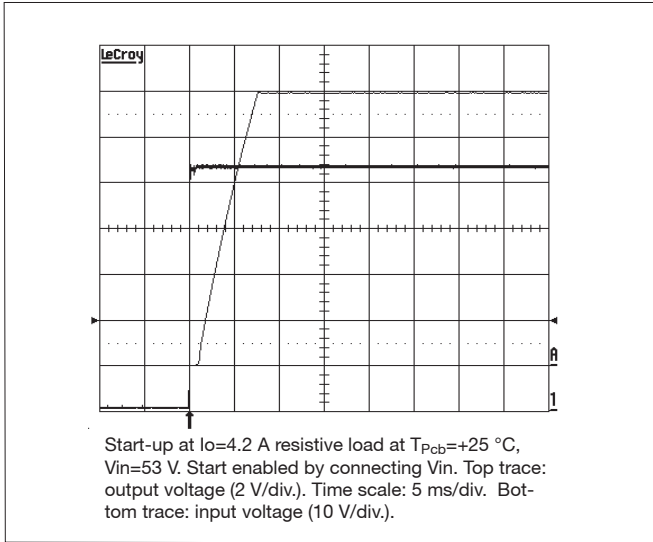 LeCroy
A
1
Start-up at Io=4.2 A resistive load at TPcb=+25 °C,
Vin=53 V. Start enabled by connecting Vin. Top trace:
output voltage (2 V/div.). Time scale: 5 ms/div. Bot-
tom trace: input voltage (10 V/div.).